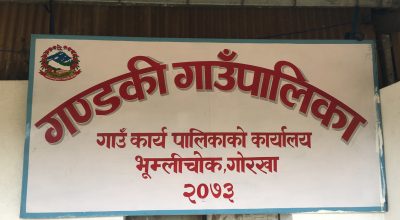 गण्डकी गाउँपालिका
गाउँ कार्य पालिकाको कार्यालय
भूम्लीचोक,गोरखा
२०७३